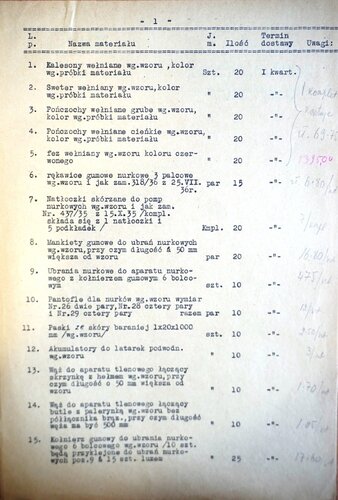 - 1 -
L. J. Termin
p. Nazwa materiału m. Ilość dostawy Uwagi:
1. Kalesony wełniane wg.wzoru,kolor
wg.próbki materiału Szt. 20 I kwart.
2. Sweter wełniany wg.wzoru,kolor
wg.próbki materiału " 20 -"-
3. Pończochy wełniane grube wg.wzoru,
kolor wg.próbki materiału " 20 -"-
4. Pończochy wełniane cieńkie wg.wzoru,
kolor wg.próbki materiału " 20 -"-
5. fez wełniany wg.wzoru koloru czer-
wonego " 20 -"-
6. rękawice gumowe nurkowe 3 palcowe
wg.wzoru i jak zam.318/36 z 25.VII.
36r. par 15 -"-
7. Natłoczki skórzane do pomp
nurkowych wg.wzoru i jak zam.
Nr. 437/35 z 15.X.35 /kompl.
składa się z 1 natłoczki i
5 podkładek/ Kmpl. 20 -"-
8. Mankiety gumowe do ubrań nurkowych
wg.wzoru,przy czym długość á 50 mm
większa od wzoru par 20 -"-
9. Ubrania nurkowe do aparatu nurko-
wego z kołnierzem gumowym 6 bolco-
wym szt. 10 -"-
10. Pantofle dla nurków wg.wzoru wymiar
Nr.26 dwie pary,Nr.28 cztery pary
i Nr.29 cztery pary razem par 10 -"-
11. Paski ze skóry baraniej 1x20x1000
mm /wg.wzoru/ szt. 10 -"-
12. Akumulatory do latarek podwodn.
wg.wzoru " 10 -"-
13. Wąż do aparatu tlenowego łączący
skrzynkę z hełmem wg.wzoru,przy
czym długość o 50 mm większa od
wzoru " 10 -"-
14. Wąż do aparatu tlenowego łączący
butle z palerynką wg.wzoru bez
półłącznika brąz.,przy czym długość
węża ma być 500 mm " 10 -"-
15. Kołnierz gumowy do ubrania nurko-
wego 6 bolcowego wg.wzoru /10 szt.
będą przyklejone do ubrań nurkowych
poz.9 á 15 szt. luzem " 25 -"-